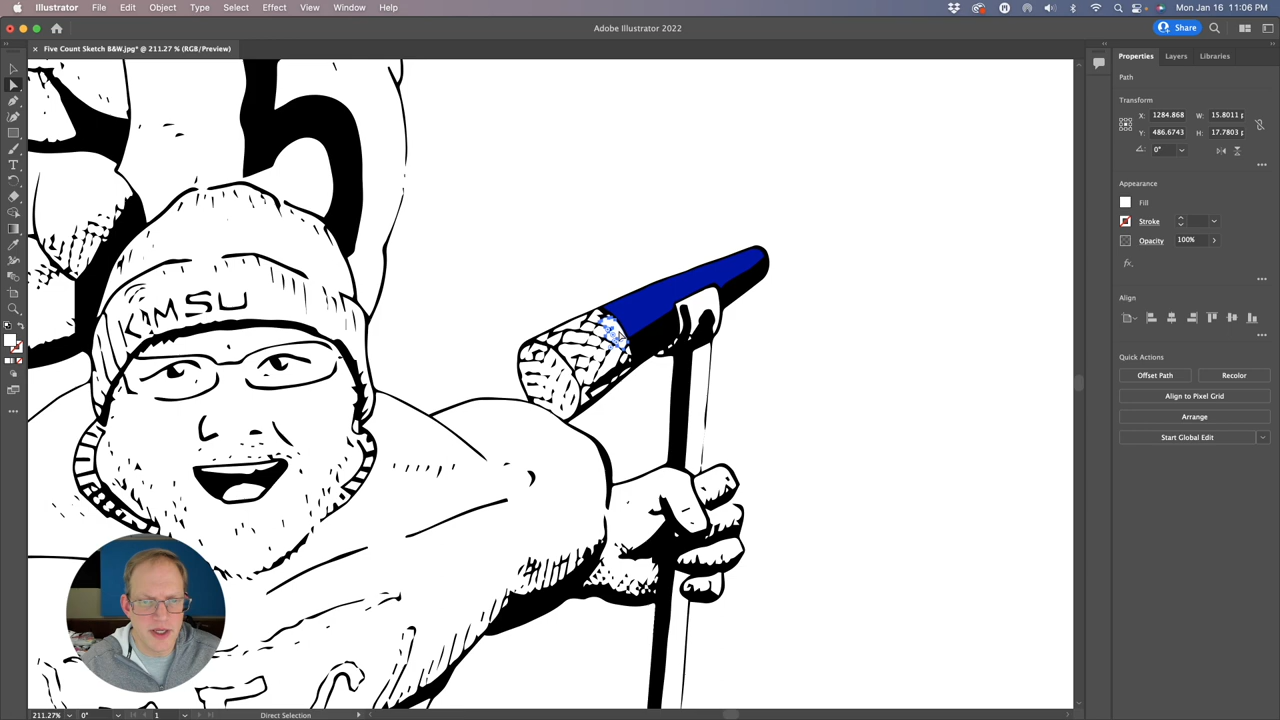 Illustrator File Edit Object Type Select Effect View Window Help
Mon Jan 16 11:06 PM
Adobe Illustrator 2022
Share
× Five Count Sketch B&W.jpg* @ 211.27 % (RGB/Preview)
Properties Layers Libraries
Path
Transform
X: 1284.868 W: 15.8011 p
Y: 486.6743 H: 17.7803 p
0°
Appearance
Fill
Stroke
Opacity 100%
fx
Align
Quick Actions
Offset Path Recolor
Align to Pixel Grid
Arrange
Start Global Edit
KIMSU
211.27% 0° 1 Direct Selection